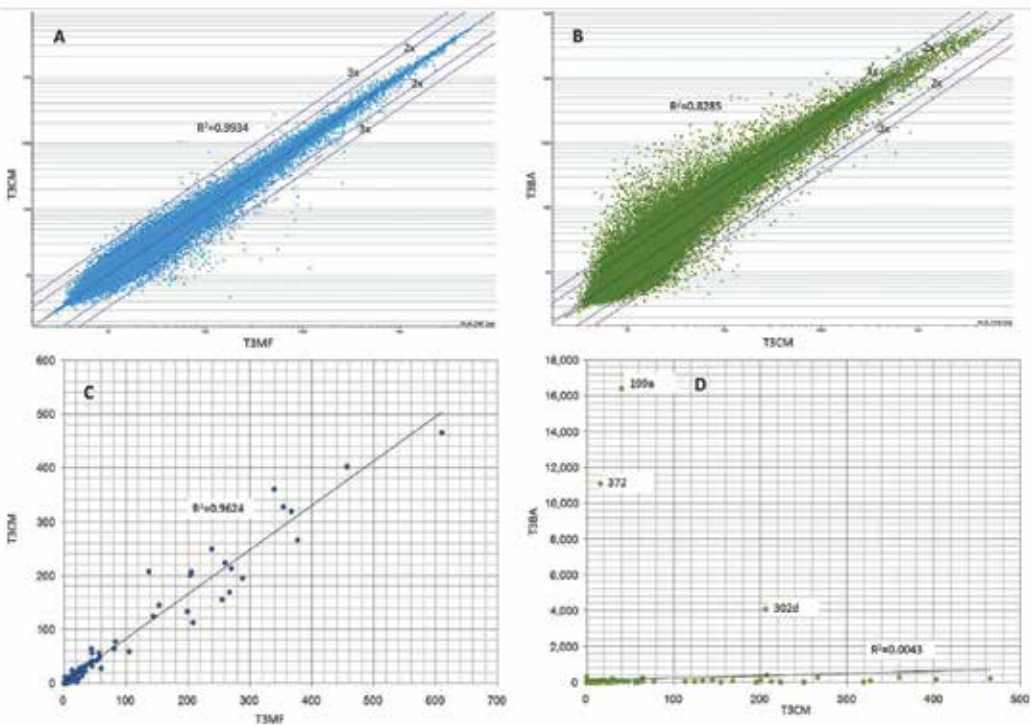 A
2x
3x
2x
3x
R²=0.9934
T3CM
T3MF
B
2x
3x
2x
3x
R²=0.8285
T3BA
T3CM
C
600
500
400
300
200
100
0
R²=0.9624
T3CM
0 100 200 300 400 500 600 700
T3MF
D
18,000
16,000
14,000
12,000
10,000
8,000
6,000
4,000
2,000
0
199a
372
302d
R²=0.0043
T3BA
0 100 200 300 400 500
T3CM